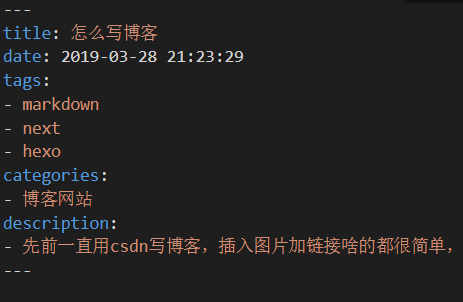 ---
title: 怎么写博客
date: 2019-03-28 21:23:29
tags:
- markdown
- next
- hexo
categories:
- 博客网站
description:
- 先前一直用csdn写博客，插入图片加链接啥的都很简单，
---